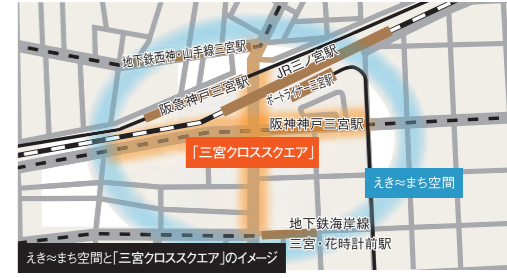 地下鉄西神・山手線三宮駅
JR三ノ宮駅
阪急神戸三宮駅
ポートライナー三宮駅
阪神神戸三宮駅
「三宮クロススクエア」
えき≈まち空間
地下鉄海岸線
三宮・花時計前駅
えき≈まち空間と「三宮クロススクエア」のイメージ